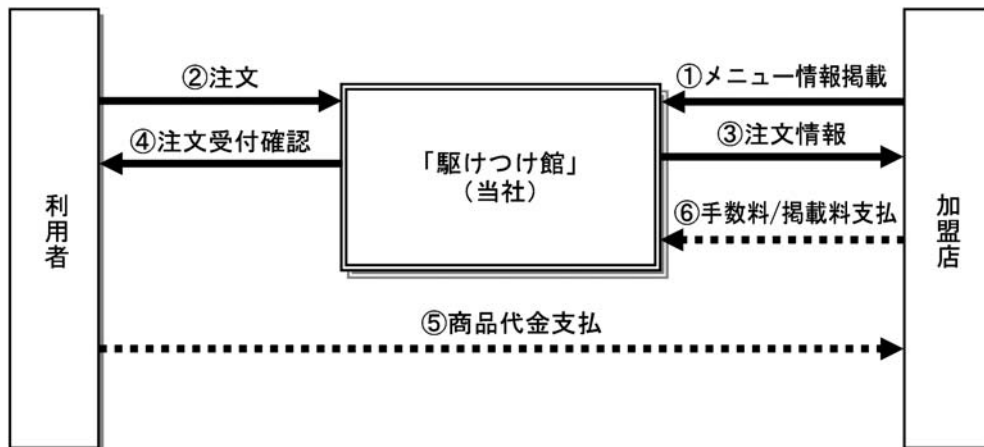 利用者
②注文
④注文受付確認
「駆けつけ館」
（当社）
①メニュー情報掲載
③注文情報
⑥手数料/掲載料支払
⑤商品代金支払
加盟店